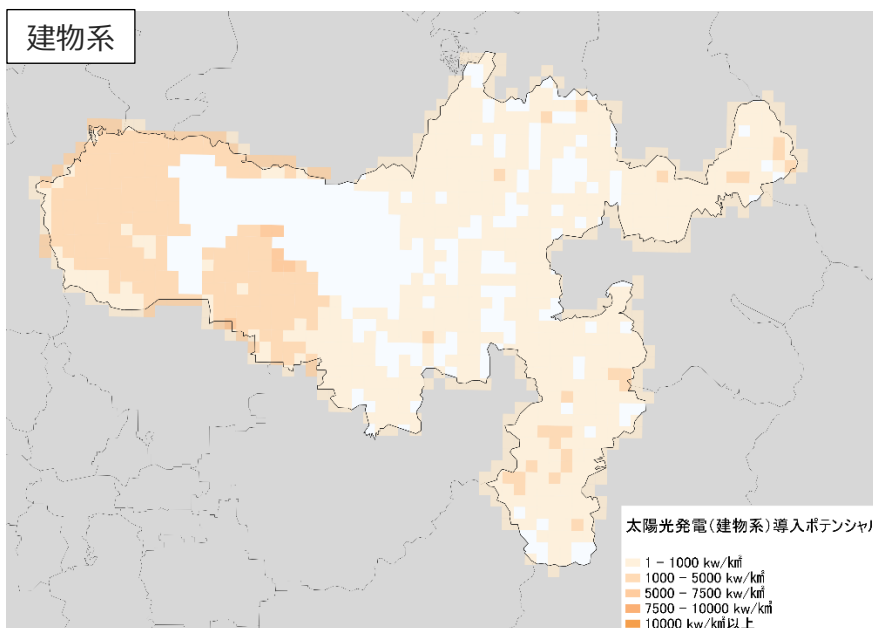 建物系
太陽光発電(建物系)導入ポテンシャル
1 - 1000 kw/k㎡
1000 - 5000 kw/k㎡
5000 - 7500 kw/k㎡
7500 - 10000 kw/k㎡
10000 kw/k㎡以上